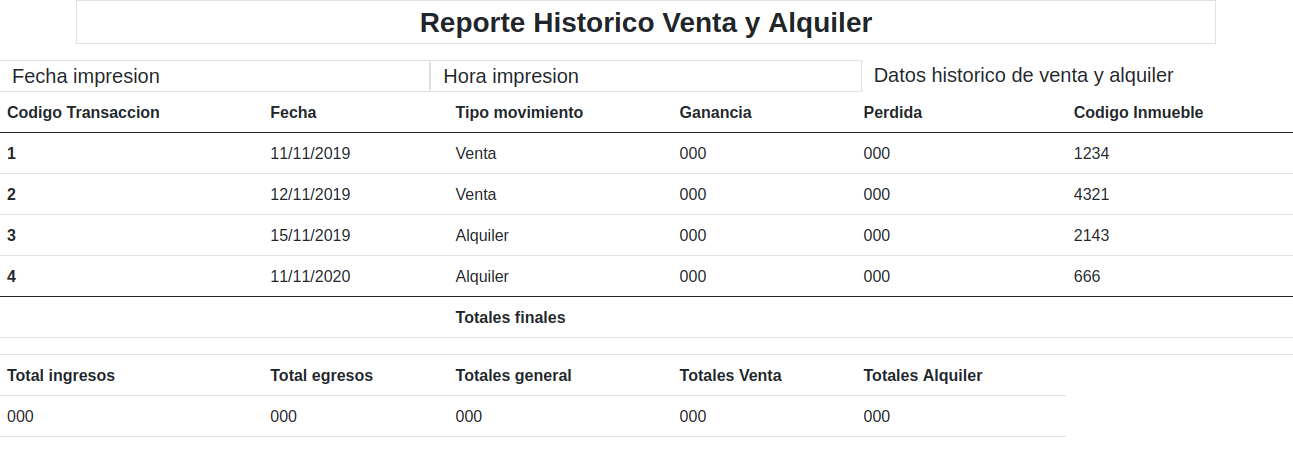 Reporte Historico Venta y Alquiler
Fecha impresion Hora impresion Datos historico de venta y alquiler
Codigo Transaccion Fecha Tipo movimiento Ganancia Perdida Codigo Inmueble
1 11/11/2019 Venta 000 000 1234
2 12/11/2019 Venta 000 000 4321
3 15/11/2019 Alquiler 000 000 2143
4 11/11/2020 Alquiler 000 000 666
Totales finales
Total ingresos Total egresos Totales general Totales Venta Totales Alquiler
000 000 000 000 000